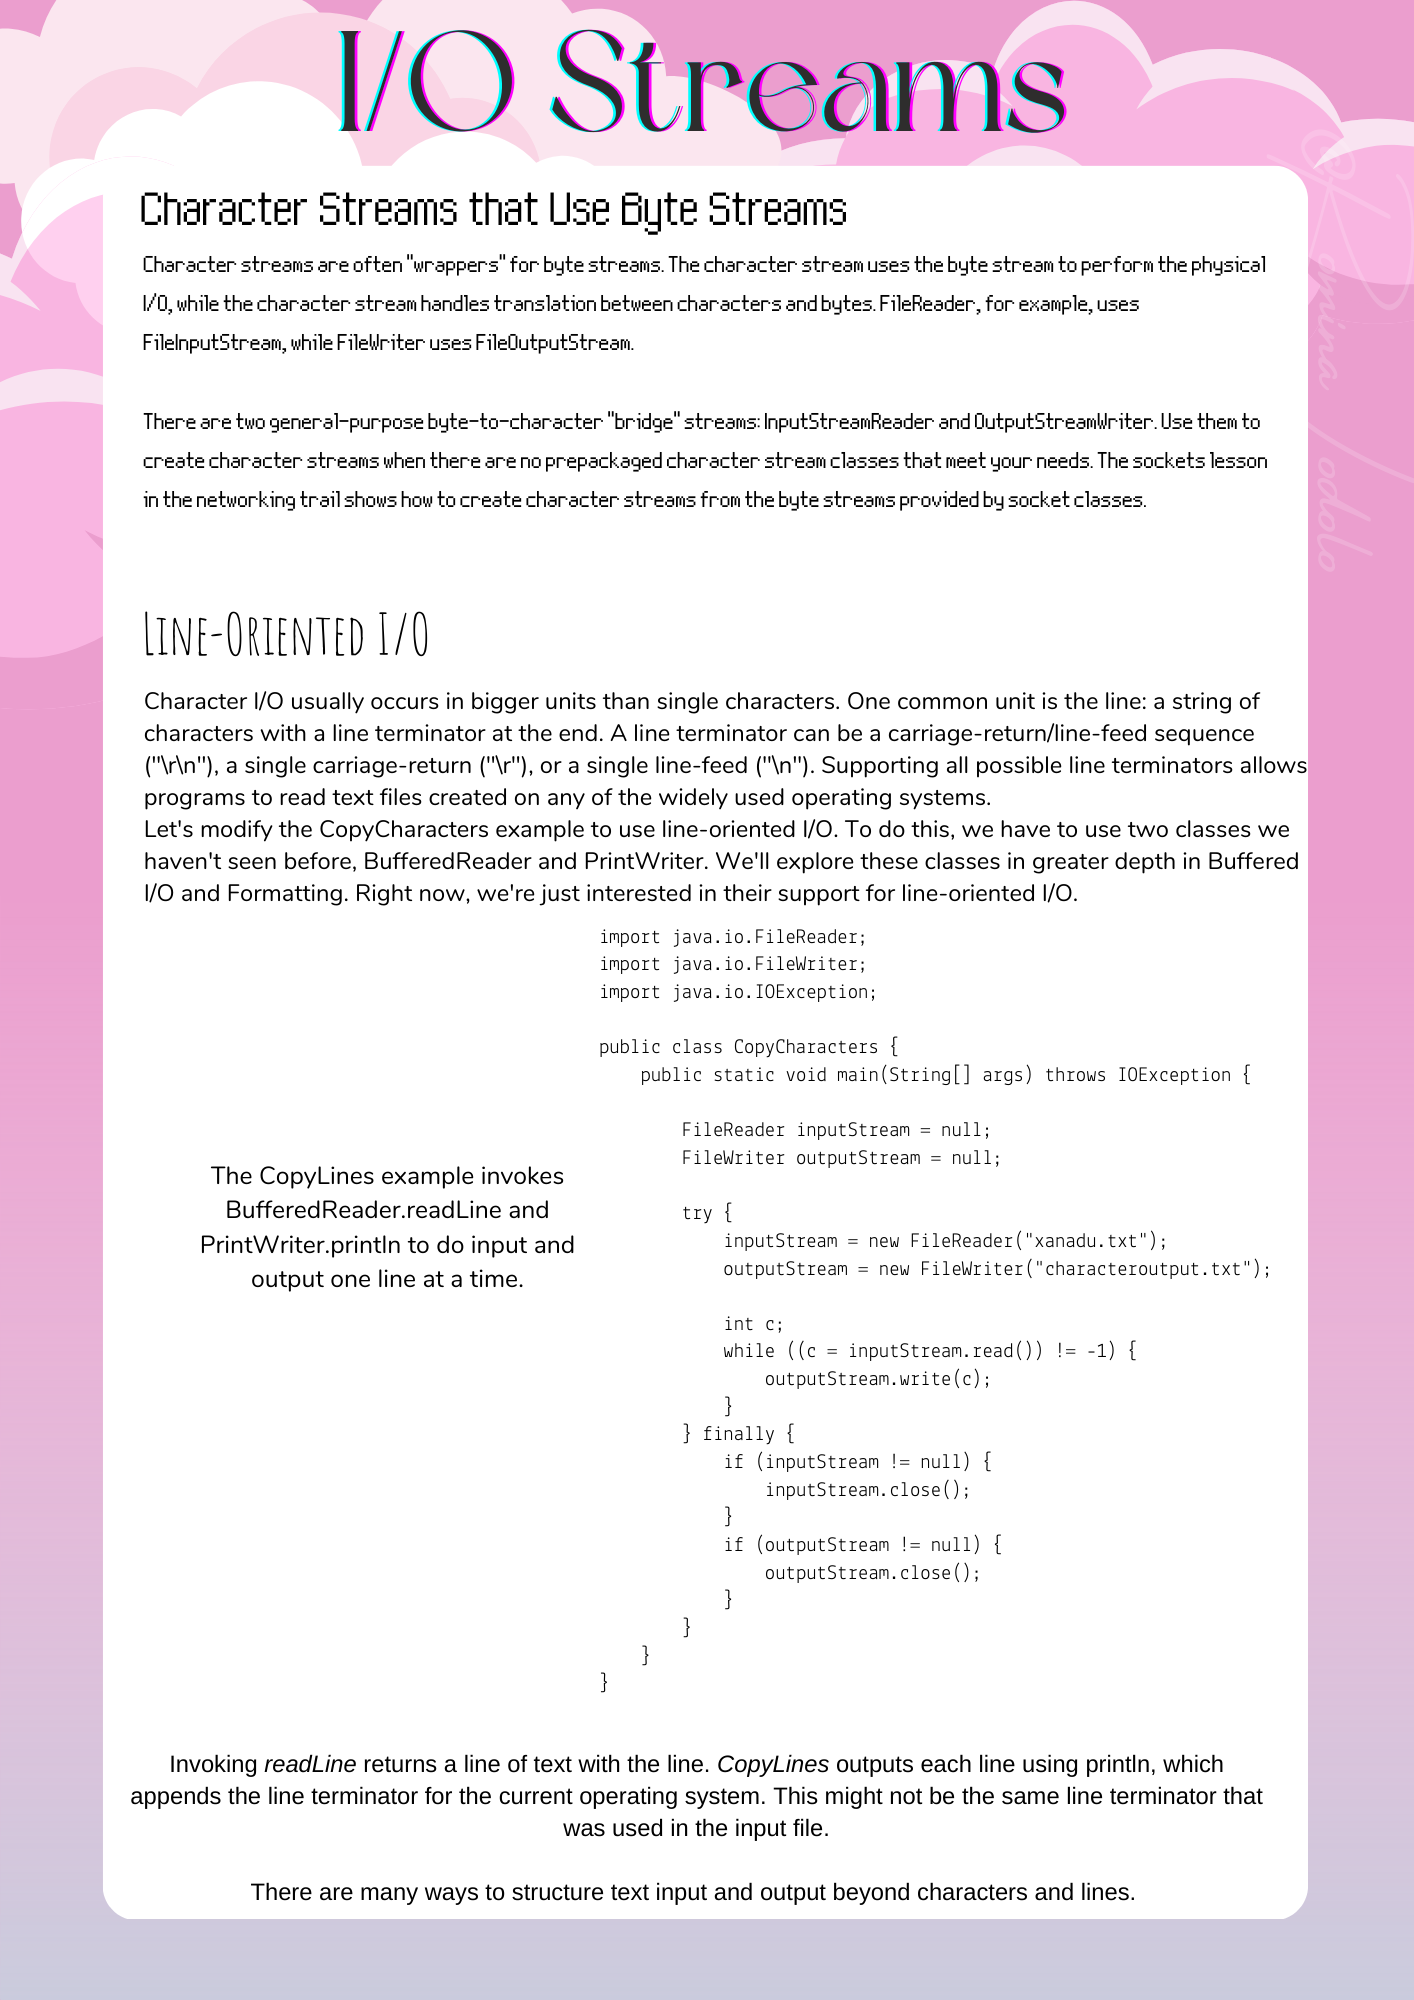 I/O Streams
Character Streams that Use Byte Streams
Character streams are often "wrappers" for byte streams. The character stream uses the byte stream to perform the physical
I/O, while the character stream handles translation between characters and bytes. FileReader, for example, uses
FileInputStream, while FileWriter uses FileOutputStream.
There are two general-purpose byte-to-character "bridge" streams: InputStreamReader and OutputStreamWriter. Use them to
create character streams when there are no prepackaged character stream classes that meet your needs. The sockets lesson
in the networking trail shows how to create character streams from the byte streams provided by socket classes.
Line-Oriented I/O
Character I/O usually occurs in bigger units than single characters. One common unit is the line: a string of
characters with a line terminator at the end. A line terminator can be a carriage-return/line-feed sequence
("\r\n"), a single carriage-return ("\r"), or a single line-feed ("\n"). Supporting all possible line terminators allows
programs to read text files created on any of the widely used operating systems.
Let's modify the CopyCharacters example to use line-oriented I/O. To do this, we have to use two classes we
haven't seen before, BufferedReader and PrintWriter. We'll explore these classes in greater depth in Buffered
I/O and Formatting. Right now, we're just interested in their support for line-oriented I/O.
The CopyLines example invokes
BufferedReader.readLine and
PrintWriter.println to do input and
output one line at a time.
import java.io.FileReader;
import java.io.FileWriter;
import java.io.IOException;
public class CopyCharacters {
    public static void main(String[] args) throws IOException {
        FileReader inputStream = null;
        FileWriter outputStream = null;
        try {
            inputStream = new FileReader("xanadu.txt");
            outputStream = new FileWriter("characteroutput.txt");
            int c;
            while ((c = inputStream.read()) != -1) {
                outputStream.write(c);
            }
        } finally {
            if (inputStream != null) {
                inputStream.close();
            }
            if (outputStream != null) {
                outputStream.close();
            }
        }
    }
}
Invoking readLine returns a line of text with the line. CopyLines outputs each line using println, which
appends the line terminator for the current operating system. This might not be the same line terminator that
was used in the input file.
There are many ways to structure text input and output beyond characters and lines.